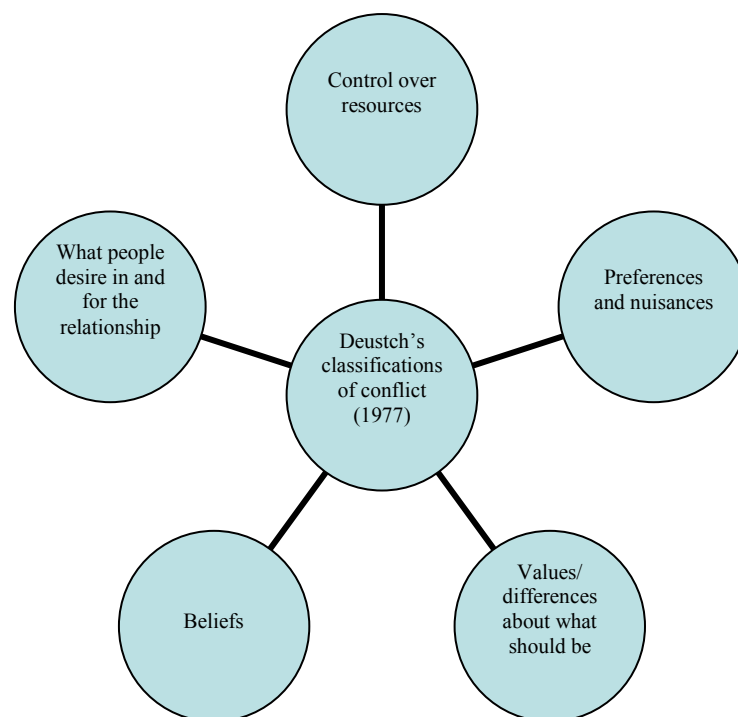 Control over
resources
What people
desire in and
for the
relationship
Preferences
and nuisances
Deustch's
classifications
of conflict
(1977)
Beliefs
Values/
differences
about what
should be